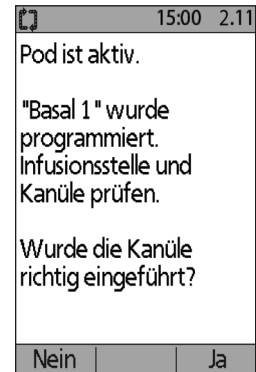 15:00 2.11
Pod ist aktiv.
"Basal 1" wurde
programmiert.
Infusionsstelle und
Kanüle prüfen.
Wurde die Kanüle
richtig eingeführt?
Nein Ja